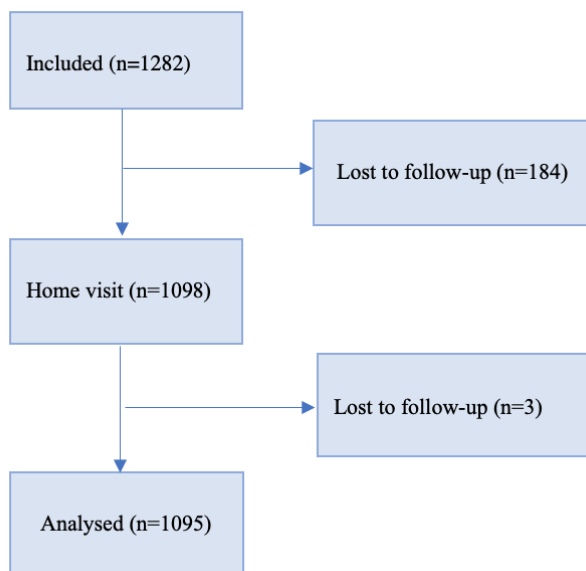 Included (n=1282)
Lost to follow-up (n=184)
Home visit (n=1098)
Lost to follow-up (n=3)
Analysed (n=1095)